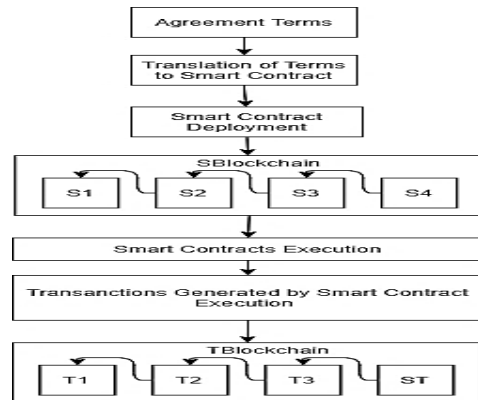 Agreement Terms
Translation of Terms
to Smart Contract
Smart Contract
Deployment
SBlockchain
S1 S2 S3 S4
Smart Contracts Execution
Transanctions Generated by Smart Contract
Execution
TBlockchain
T1 T2 T3 ST